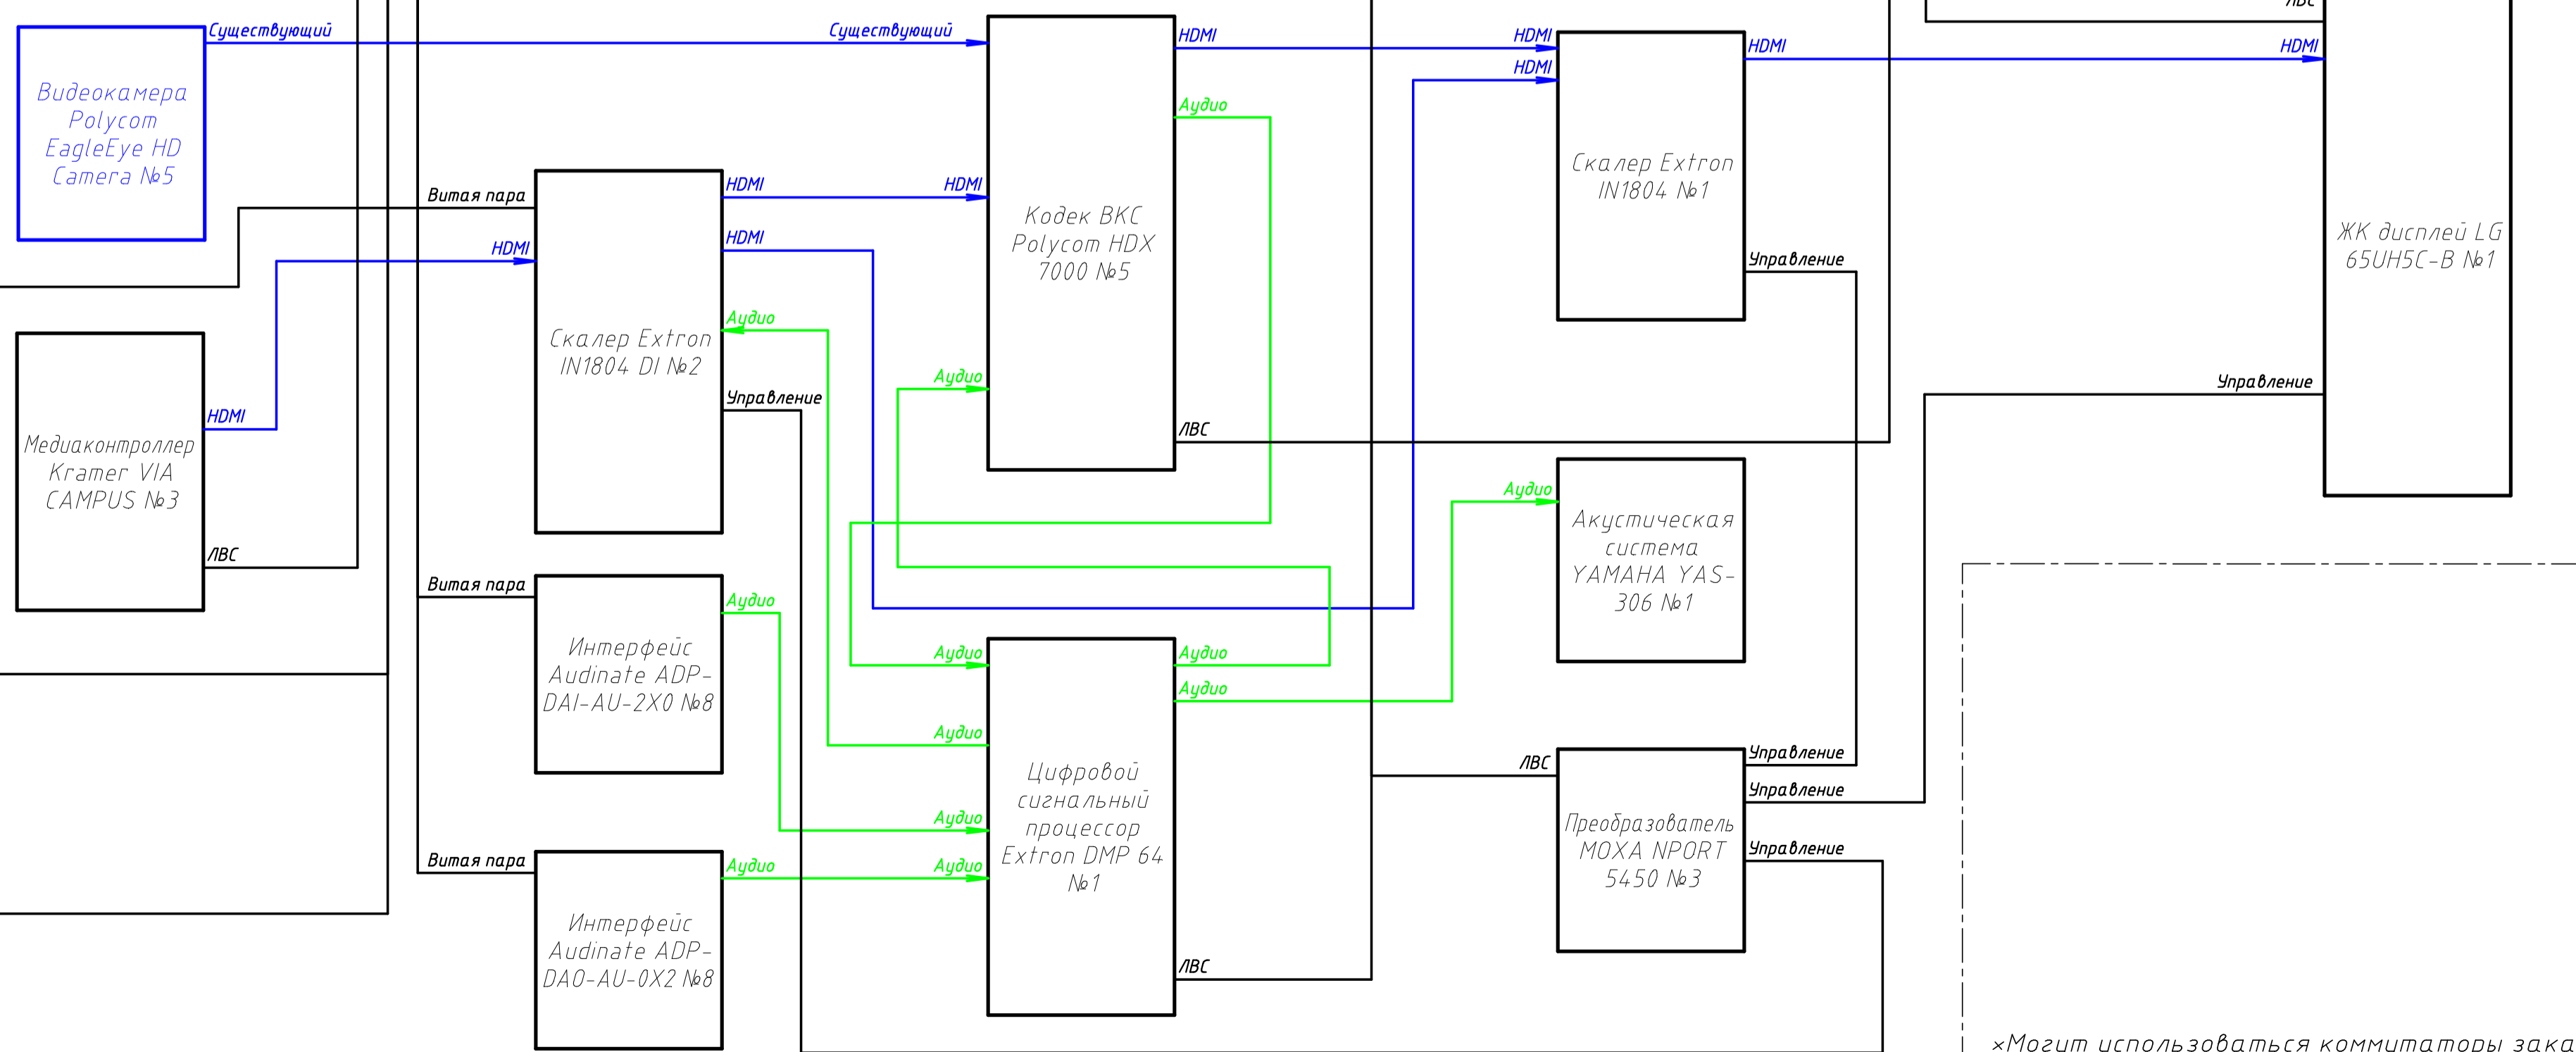 ЛВС
Существующий
Существующий
HDMI
HDMI
HDMI
HDMI
HDMI
Видеокамера
Polycom
EagleEye HD
Camera №5
Аудио
Витая пара
HDMI
HDMI
HDMI
HDMI
Кодек ВКС
Polycom HDX
7000 №5
Скалер Extron
IN1804 №1
ЖК дисплей LG
65UH5C-B №1
Управление
Аудио
Скалер Extron
IN1804 DI №2
Аудио
Управление
Управление
HDMI
ЛВС
Медиаконтроллер
Kramer VIA
CAMPUS №3
ЛВС
Аудио
Акустическая
система
YAMAHA YAS-
306 №1
Витая пара
Аудио
Интерфейс
Audinate ADP-
DAI-AU-2X0 №8
Аудио
Аудио
Аудио
Аудио
Цифровой
сигнальный
процессор
Extron DMP 64
№1
Аудио
ЛВС
Управление
Управление
Управление
Преобразователь
MOXA NPORT
5450 №3
Витая пара
Аудио
Аудио
Интерфейс
Audinate ADP-
DAO-AU-0X2 №8
ЛВС
×Могит использоваться коммитаторы зака